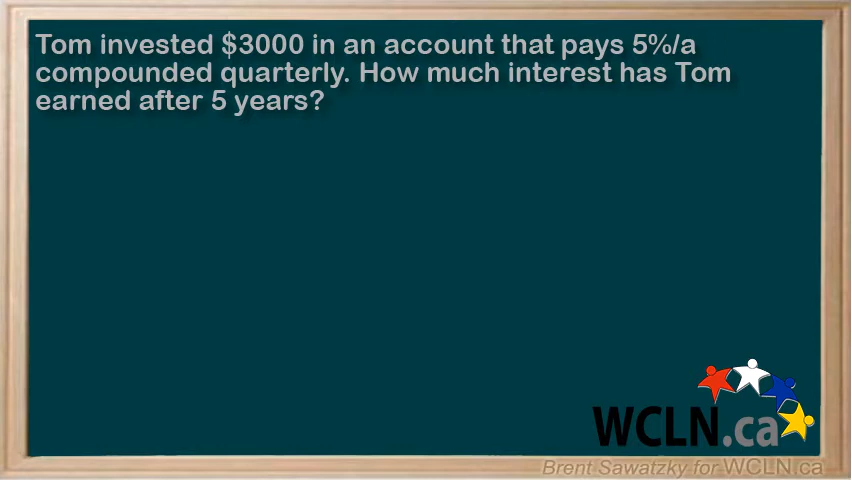 Tom invested $3000 in an account that pays 5%/a
compounded quarterly. How much interest has Tom
earned after 5 years?
WCLN.ca
Brent Sawatzky for WCLN.ca